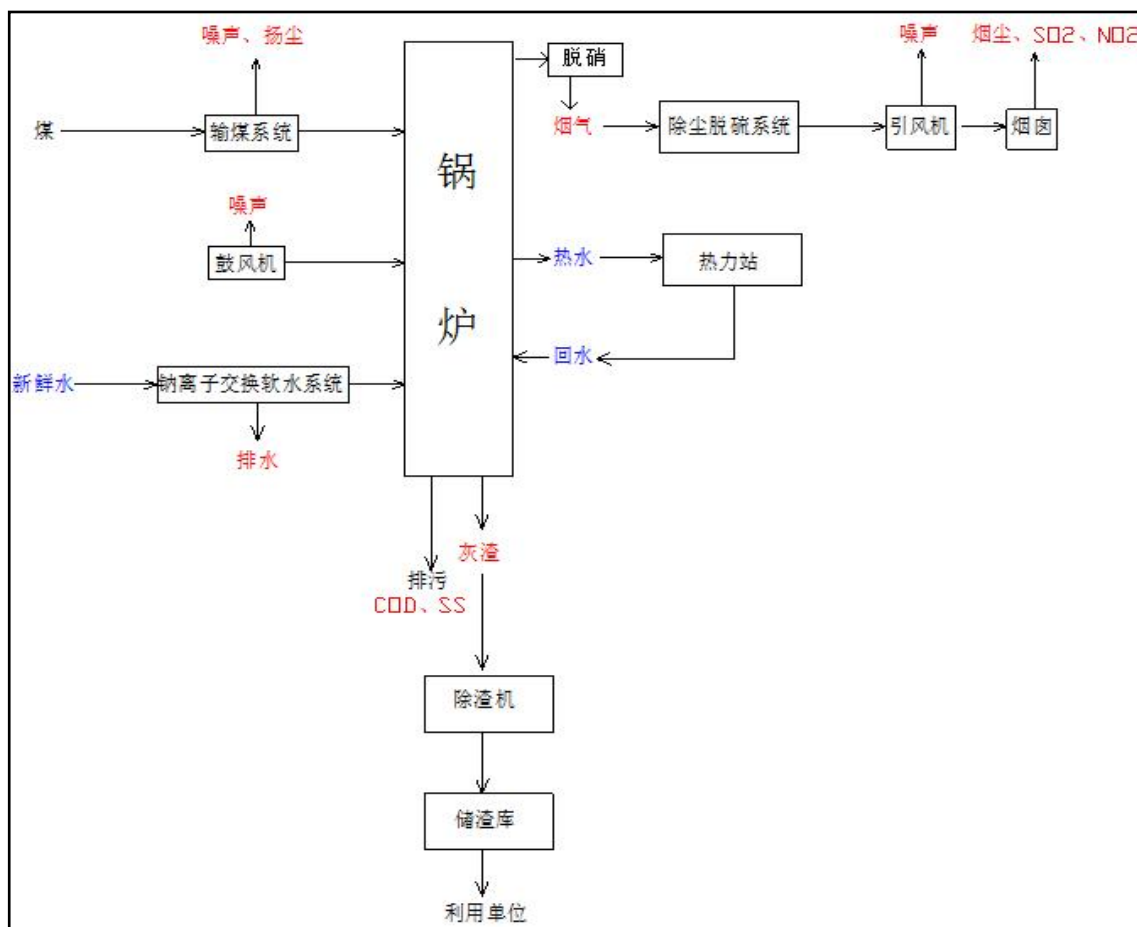 噪声、扬尘
噪声
烟尘、SO2、NO2
脱硝
煤
输煤系统
烟气
除尘脱硫系统
引风机
烟囱
锅
噪声
鼓风机
热水
热力站
炉
回水
新鲜水
钠离子交换软水系统
排水
灰渣
排污
COD、SS
除渣机
储渣库
利用单位